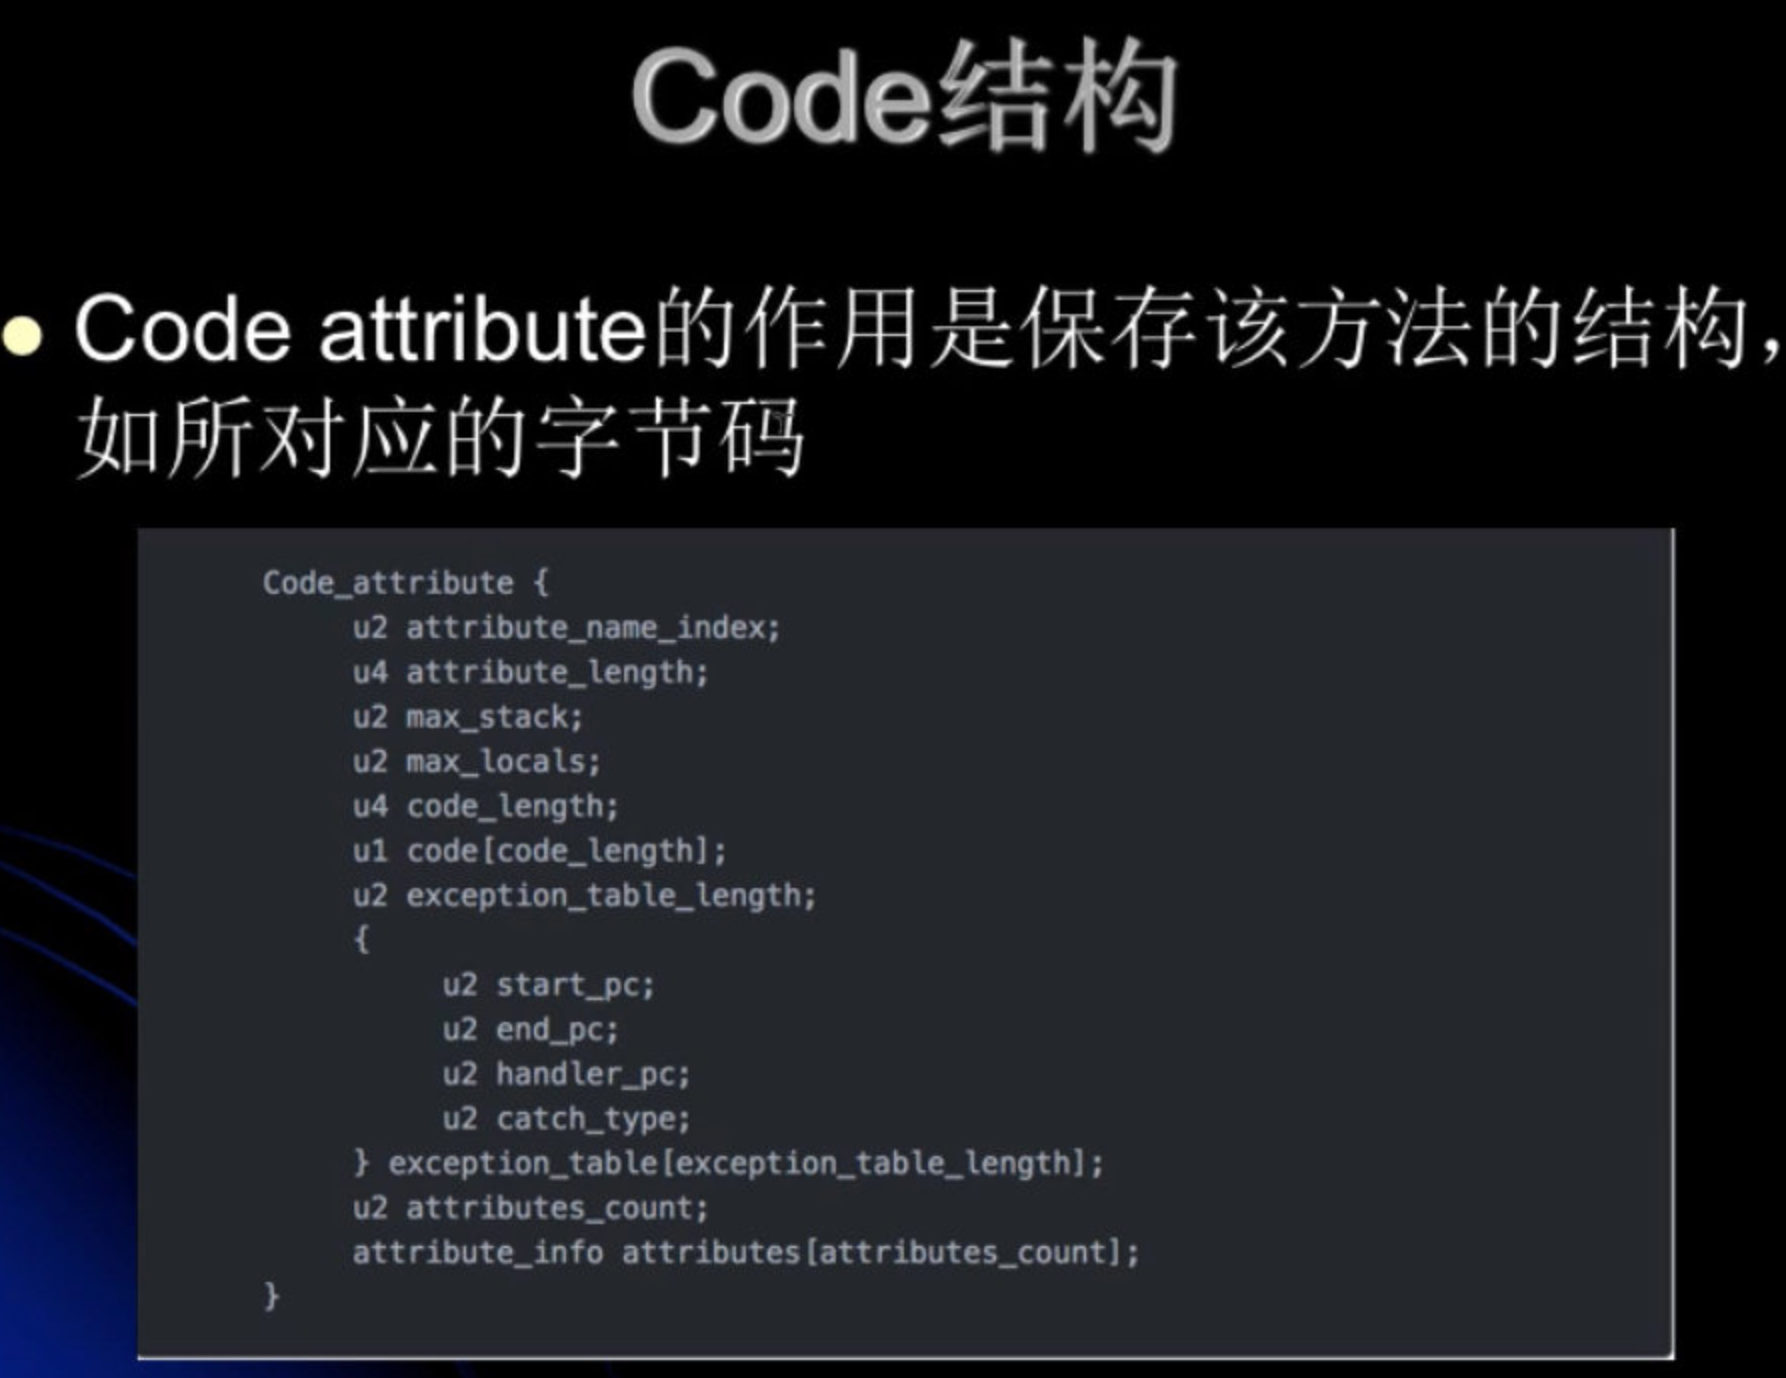 Code结构
Code attribute的作用是保存该方法的结构，
如所对应的字节码
Code_attribute {
u2 attribute_name_index;
u4 attribute_length;
u2 max_stack;
u2 max_locals;
u4 code_length;
u1 code[code_length];
u2 exception_table_length;
{
u2 start_pc;
u2 end_pc;
u2 handler_pc;
u2 catch_type;
} exception_table[exception_table_length];
u2 attributes_count;
attribute_info attributes[attributes_count];
}